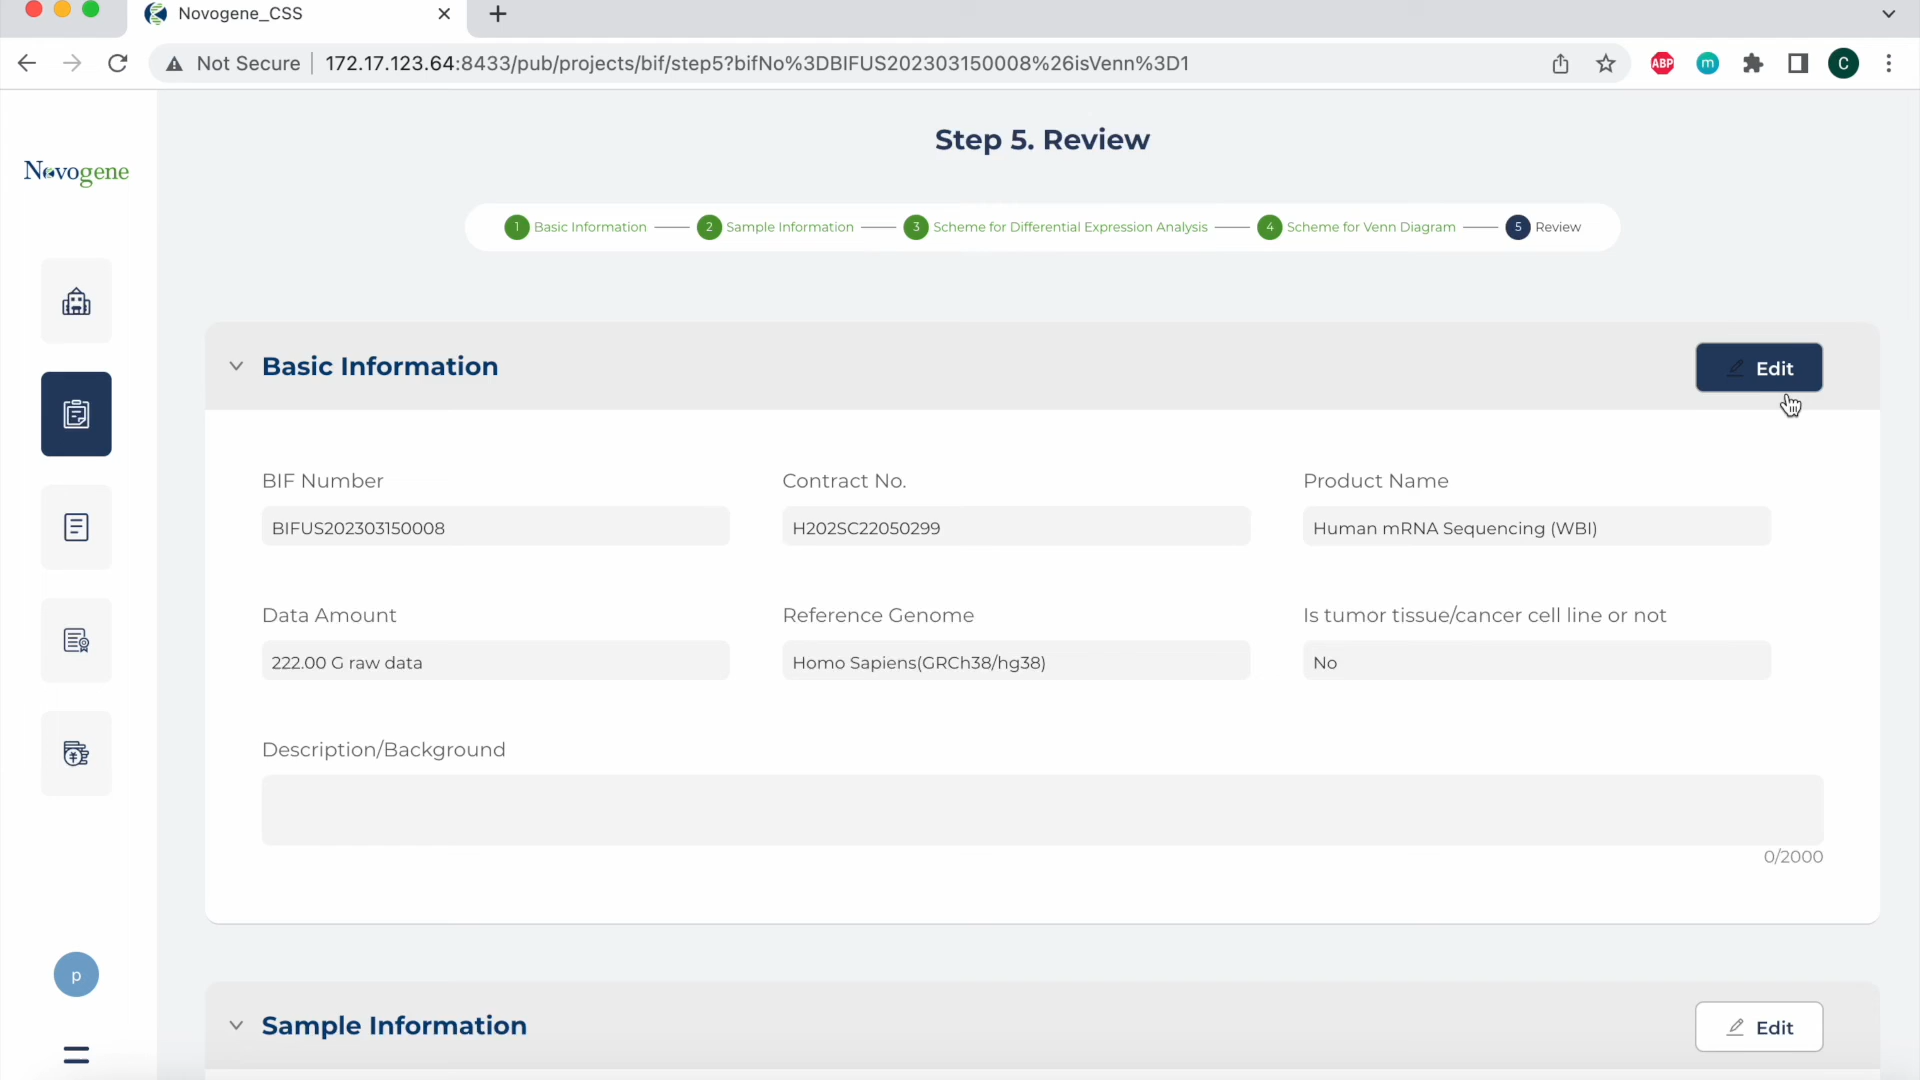 Novogene_CSS
Not Secure 172.17.123.64:8433/pub/projects/bif/step5?bifNo%3DBIFUS202303150008%26isVenn%3D1
ABP
m
C
Novogene
Step 5. Review
1 Basic Information 2 Sample Information 3 Scheme for Differential Expression Analysis 4 Scheme for Venn Diagram 5 Review
Basic Information
Edit
BIF Number Contract No. Product Name
BIFUS202303150008 H202SC22050299 Human mRNA Sequencing (WBI)
Data Amount Reference Genome Is tumor tissue/cancer cell line or not
222.00 G raw data Homo Sapiens(GRCh38/hg38) No
Description/Background
0/2000
p
Sample Information
Edit